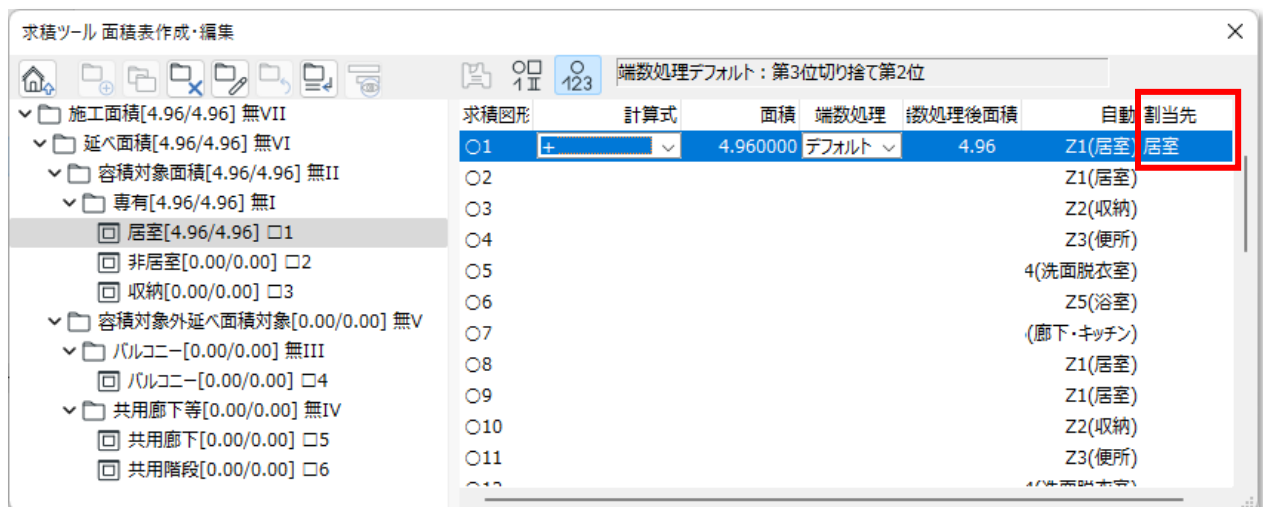 求積ツール 面積表作成・編集
1 II 123 端数処理デフォルト：第3位切り捨て第2位
施工面積[4.96/4.96] 無VII
延べ面積[4.96/4.96] 無VI
容積対象面積[4.96/4.96] 無II
専有[4.96/4.96] 無I
居室[4.96/4.96] □1
非居室[0.00/0.00] □2
収納[0.00/0.00] □3
容積対象外延べ面積対象[0.00/0.00] 無V
バルコニー[0.00/0.00] 無III
バルコニー[0.00/0.00] □4
共用廊下等[0.00/0.00] 無IV
共用廊下[0.00/0.00] □5
共用階段[0.00/0.00] □6
求積図形 計算式 面積 端数処理 数処理後面積 自動 割当先
○1 + 4.960000 デフォルト 4.96 Z1(居室) 居室
○2 Z1(居室)
○3 Z2(収納)
○4 Z3(便所)
○5 4(洗面脱衣室)
○6 Z5(浴室)
○7 (廊下・キッチン)
○8 Z1(居室)
○9 Z1(居室)
○10 Z2(収納)
○11 Z3(便所)